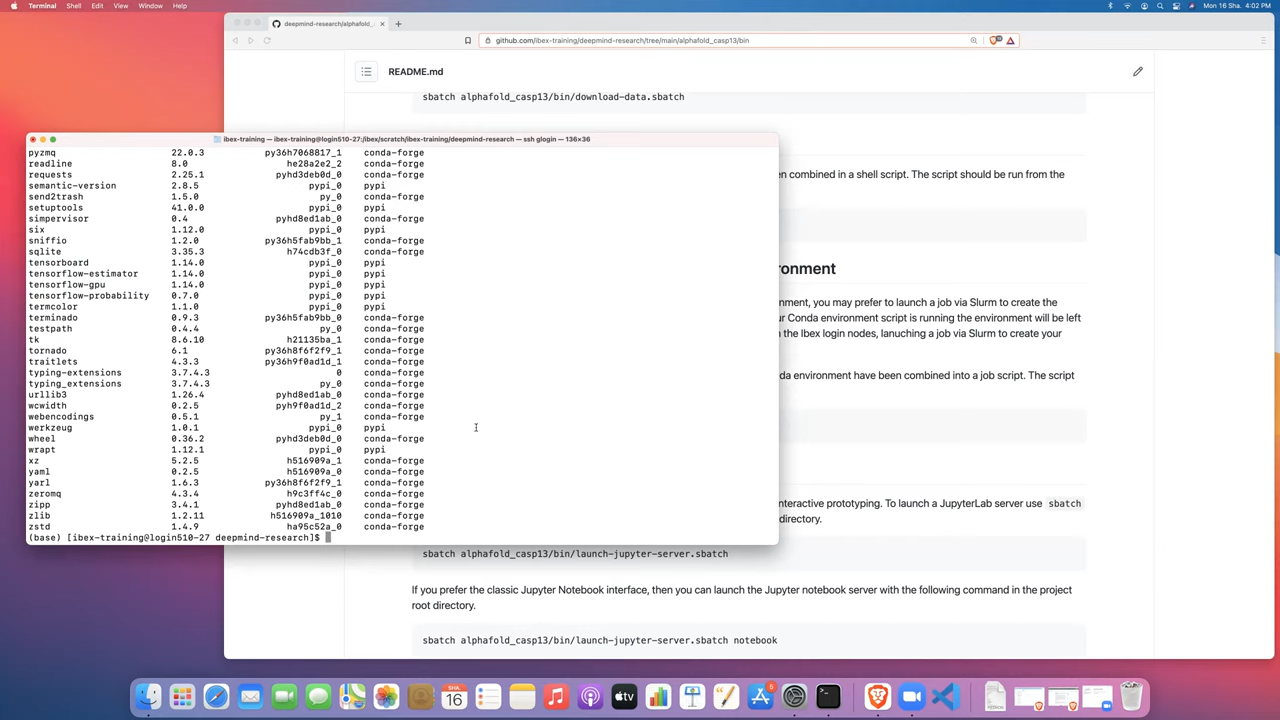 Terminal Shell Edit View Window Help
Mon 16 Sha. 4:02 PM
deepmind-research/alphafold_
github.com/ibex-training/deepmind-research/tree/main/alphafold_casp13/bin
README.md
sbatch alphafold_casp13/bin/download-data.sbatch
ibex-training — ibex-training@login510-27:/ibex/scratch/ibex-training/deepmind-research — ssh glogin — 136×36
pyzmq 22.0.3 py36h7068817_1 conda-forge
readline 8.0 he28a2e2_2 conda-forge
requests 2.25.1 pyhd3deb0d_0 conda-forge
semantic-version 2.8.5 pypi_0 pypi
send2trash 1.5.0 py_0 conda-forge
setuptools 41.0.0 pypi_0 pypi
simpervisor 0.4 pyhd8ed1ab_0 conda-forge
six 1.12.0 pypi_0 pypi
sniffio 1.2.0 py36h5fab9bb_1 conda-forge
sqlite 3.35.3 h74cdb3f_0 conda-forge
tensorboard 1.14.0 pypi_0 pypi
tensorflow-estimator 1.14.0 pypi_0 pypi
tensorflow-gpu 1.14.0 pypi_0 pypi
tensorflow-probability 0.7.0 pypi_0 pypi
termcolor 1.1.0 pypi_0 pypi
terminado 0.9.3 py36h5fab9bb_0 conda-forge
testpath 0.4.4 py_0 conda-forge
tk 8.6.10 h21135ba_1 conda-forge
tornado 6.1 py36h8f6f2f9_1 conda-forge
traitlets 4.3.3 py36h9f0ad1d_1 conda-forge
typing-extensions 3.7.4.3 0 conda-forge
typing_extensions 3.7.4.3 py_0 conda-forge
urllib3 1.26.4 pyhd8ed1ab_0 conda-forge
wcwidth 0.2.5 pyh9f0ad1d_2 conda-forge
webencodings 0.5.1 py_1 conda-forge
werkzeug 1.0.1 pypi_0 pypi
wheel 0.36.2 pyhd3deb0d_0 conda-forge
wrapt 1.12.1 pypi_0 pypi
xz 5.2.5 h516909a_1 conda-forge
yaml 0.2.5 h516909a_0 conda-forge
yarl 1.6.3 py36h8f6f2f9_1 conda-forge
zeromq 4.3.4 h9c3ff4c_0 conda-forge
zipp 3.4.1 pyhd8ed1ab_0 conda-forge
zlib 1.2.11 h516909a_1010 conda-forge
zstd 1.4.9 ha95c52a_0 conda-forge
(base) [ibex-training@login510-27 deepmind-research]$
en combined in a shell script. The script should be run from the
ronment
nment, you may prefer to launch a job via Slurm to create the
r Conda environment script is running the environment will be left
n the Ibex login nodes, lanuching a job via Slurm to create your
da environment have been combined into a job script. The script
nteractive prototyping. To launch a JupyterLab server use sbatch
directory.
sbatch alphafold_casp13/bin/launch-jupyter-server.sbatch
If you prefer the classic Jupyter Notebook interface, then you can launch the Jupyter notebook server with the following command in the project
root directory.
sbatch alphafold_casp13/bin/launch-jupyter-server.sbatch notebook
SHA.
16
tv
5